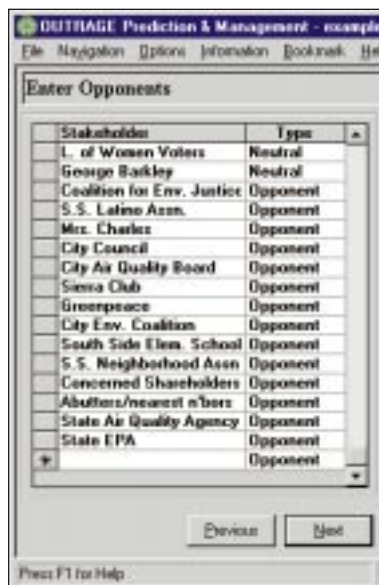 OUTRAGE Prediction & Management - example
File Navigation Options Information Bookmark He
Enter Opponents
Stakeholder Type
L. of Women Voters Neutral
George Barkley Neutral
Coalition for Env. Justice Opponent
S.S. Latino Assn. Opponent
Mrs. Charles Opponent
City Council Opponent
City Air Quality Board Opponent
Sierra Club Opponent
Greenpeace Opponent
City Env. Coalition Opponent
South Side Elem. School Opponent
S.S. Neighborhood Assn Opponent
Concerned Shareholders Opponent
Abutters/nearest n'bors Opponent
State Air Quality Agency Opponent
State EPA Opponent
* Opponent
Previous Next
Press F1 for Help